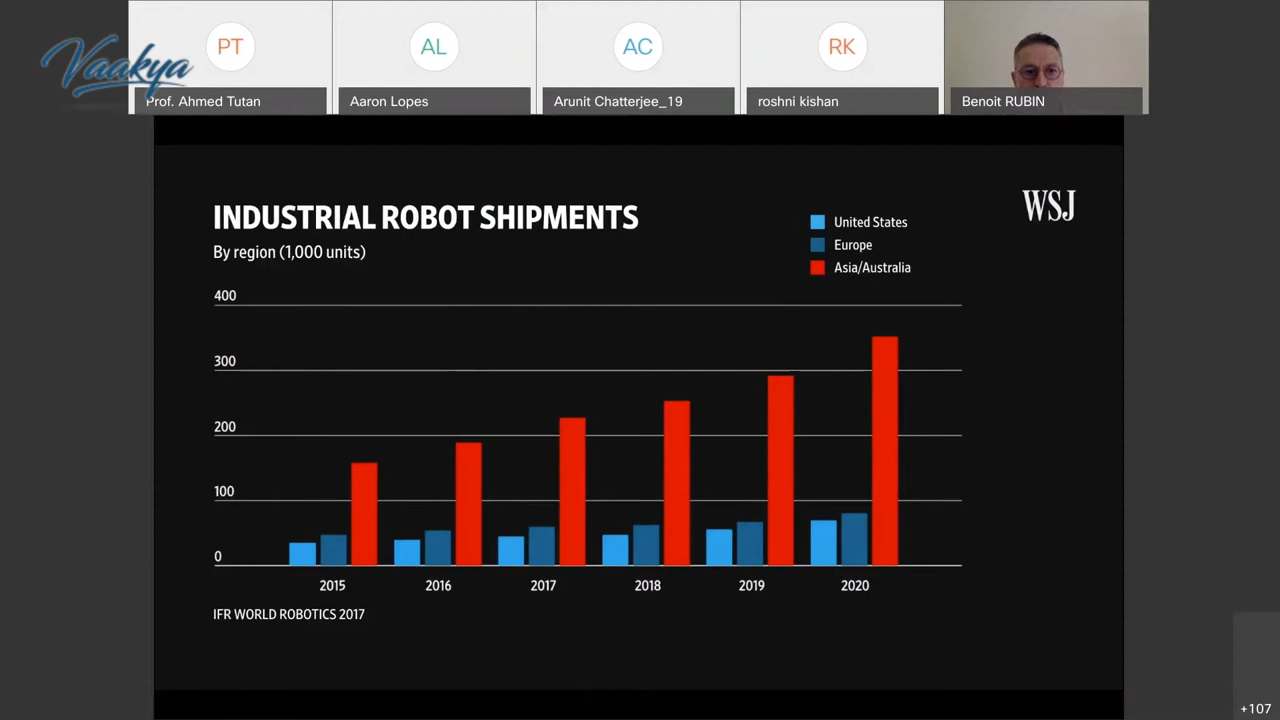 Vaakya
PT
AL
AC
RK
Prof. Ahmed Tutan
Aaron Lopes
Arunit Chatterjee_19
roshni kishan
Benoit RUBIN
INDUSTRIAL ROBOT SHIPMENTS
By region (1,000 units)
United States
Europe
Asia/Australia
WSJ
400
300
200
100
0
2015
2016
2017
2018
2019
2020
IFR WORLD ROBOTICS 2017
+107